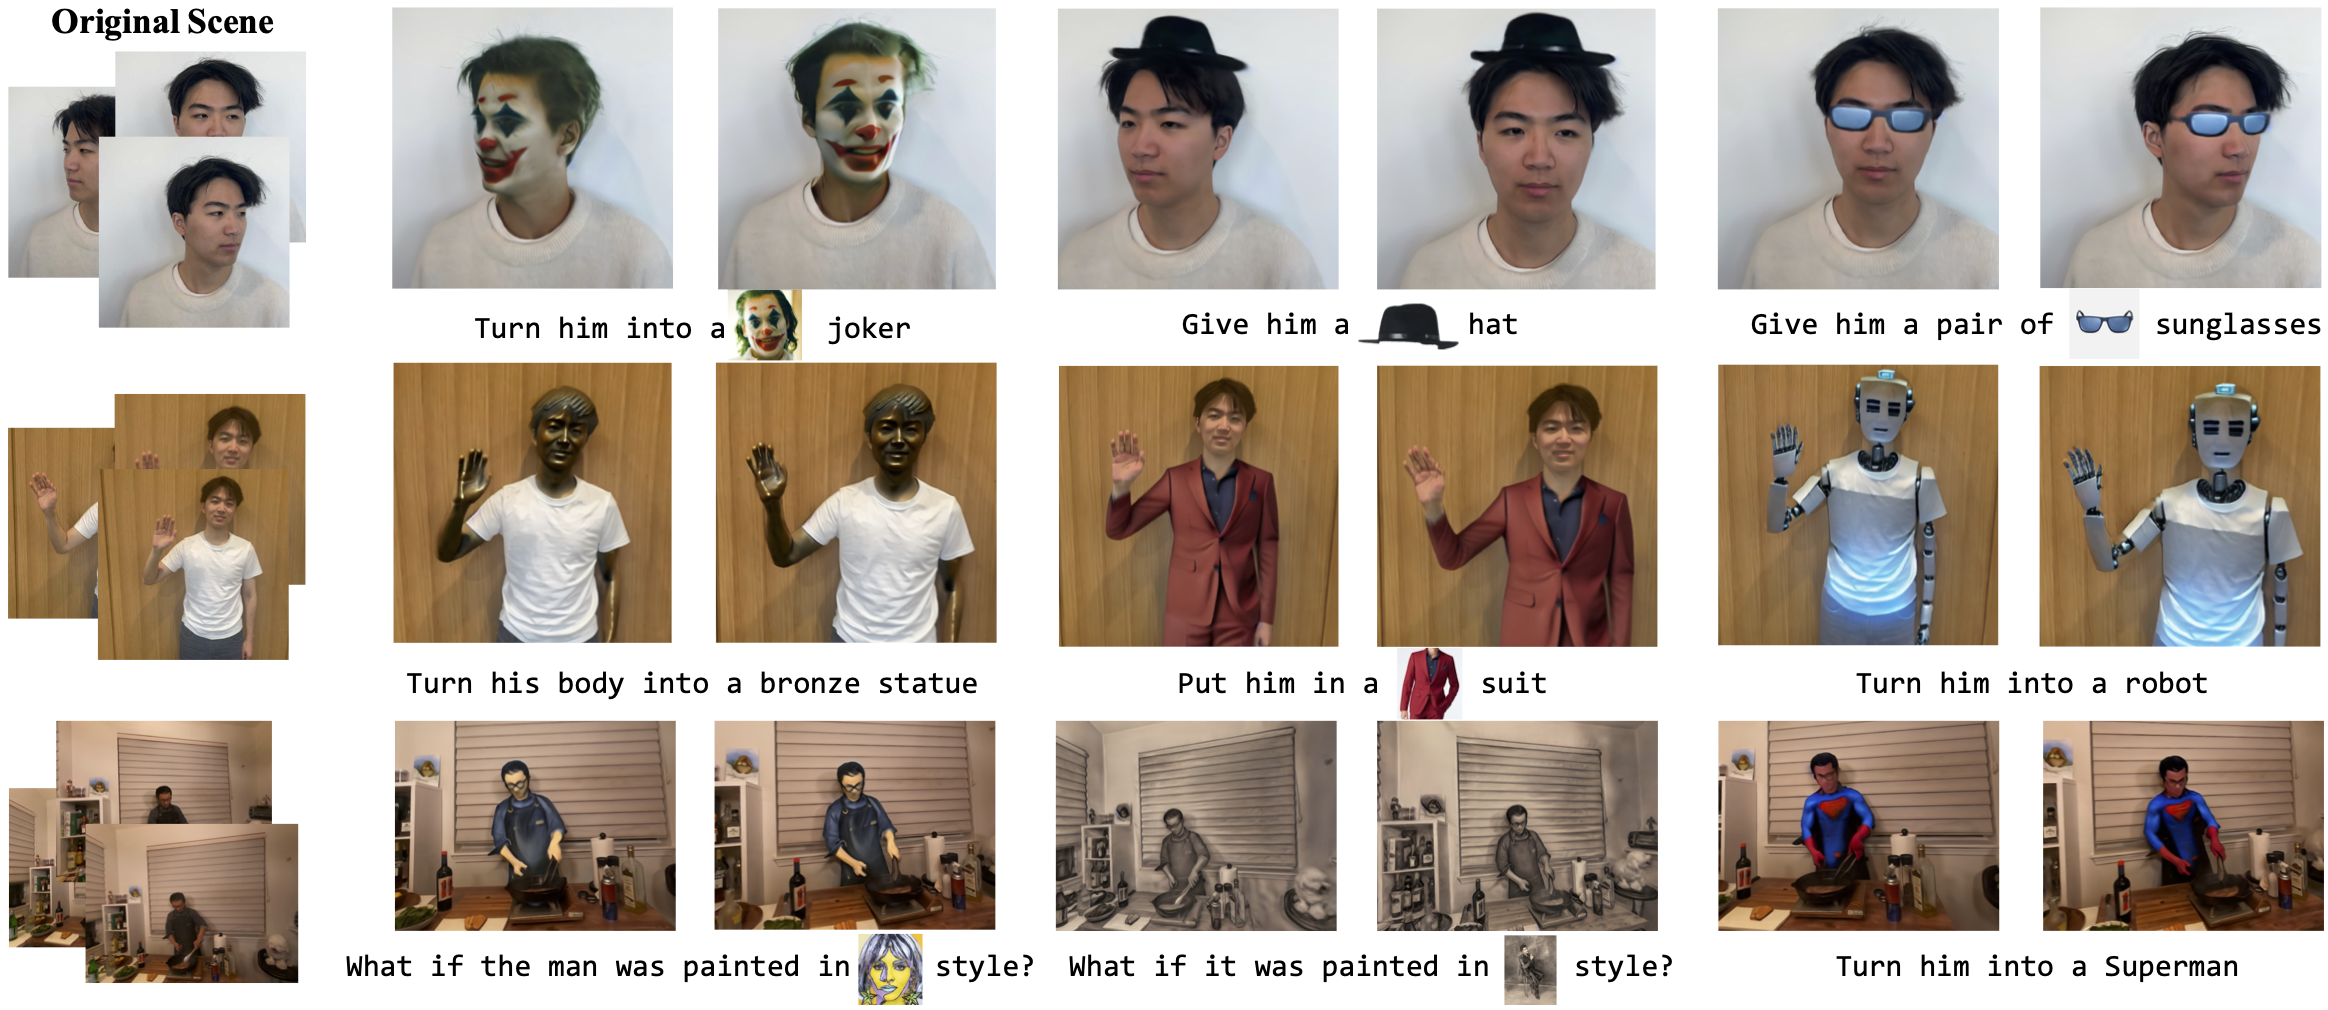 Original Scene
Turn him into a joker
Give him a hat
Give him a pair of sunglasses
Turn his body into a bronze statue
Put him in a suit
Turn him into a robot
What if the man was painted in style?
What if it was painted in style?
Turn him into a Superman